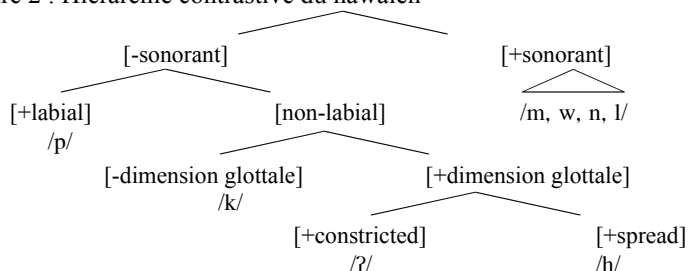 re 2 : Hiérarchie contrastive du hawaïen
[-sonorant] [+sonorant]
[+labial] [non-labial] /m, w, n, l/
/p/
[-dimension glottale] [+dimension glottale]
/k/
[+constricted] [+spread]
/ʔ/ /h/